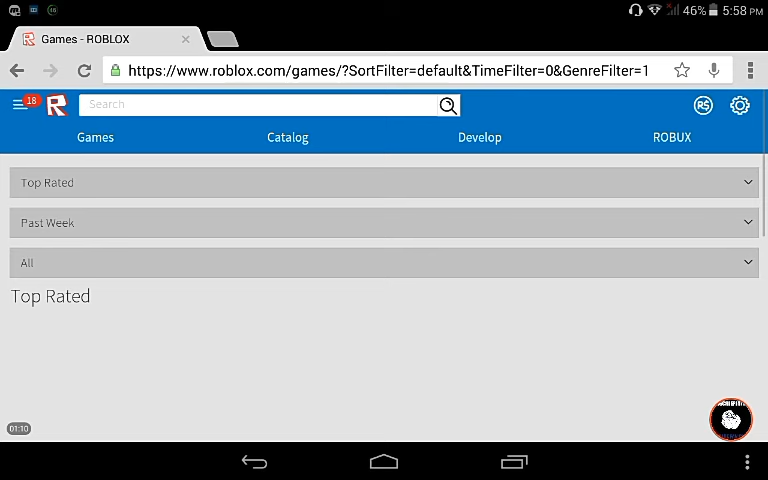 46% 5:58 PM
Games - ROBLOX
https://www.roblox.com/games/?SortFilter=default&TimeFilter=0&GenreFilter=1
18 R Search R$
Games Catalog Develop ROBUX
Top Rated
Past Week
All
Top Rated
01:10